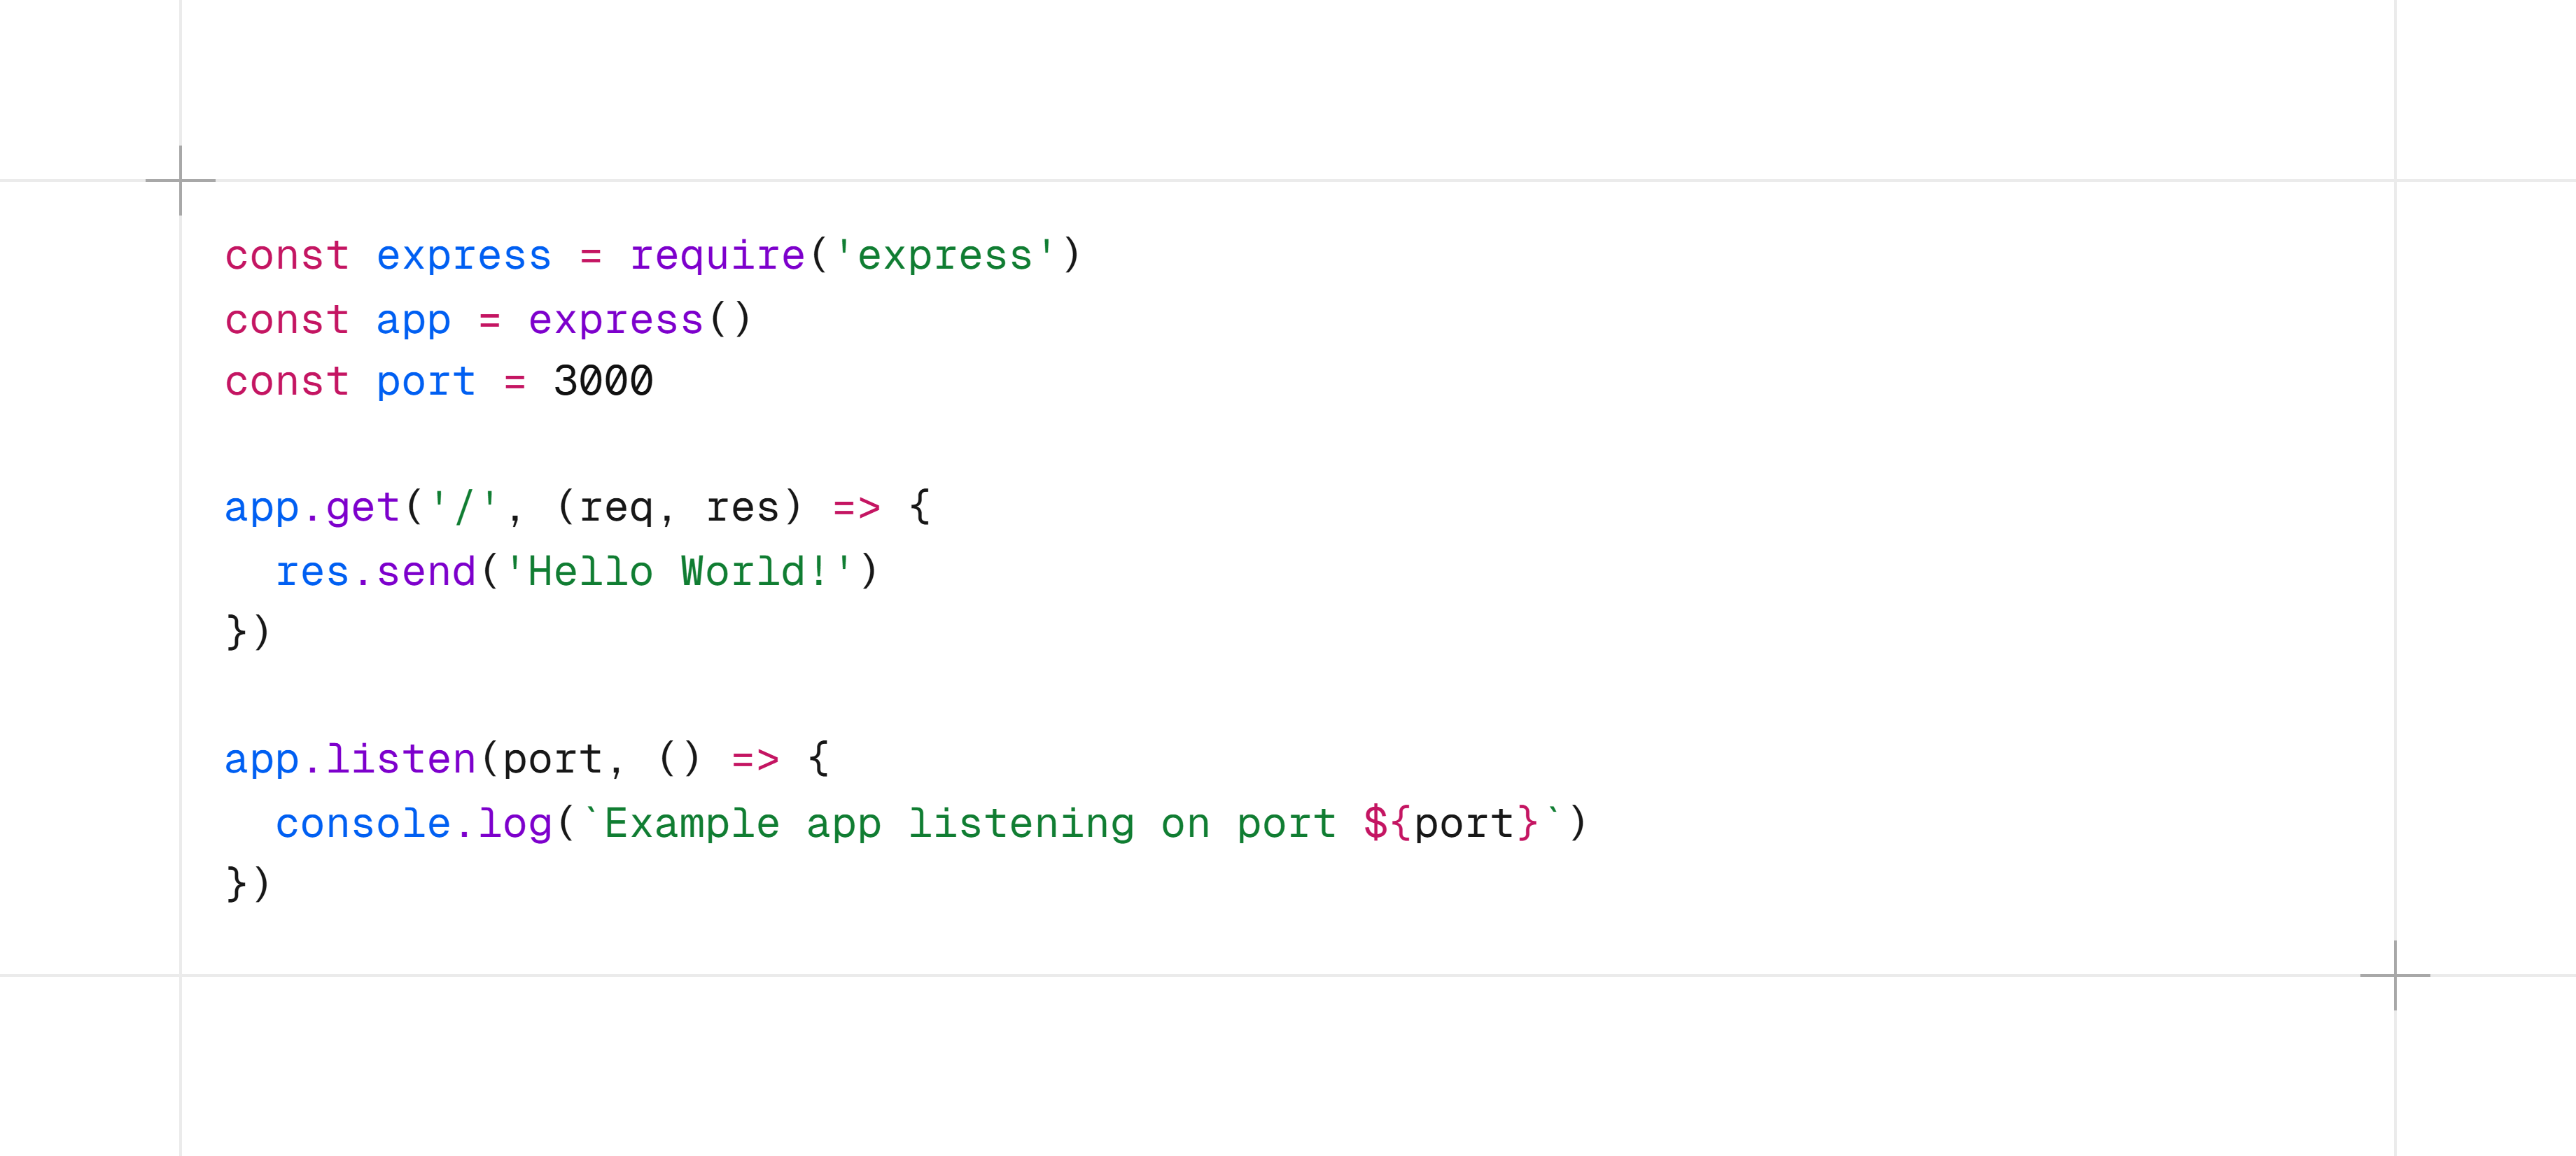 const express = require('express')
const app = express()
const port = 3000

app.get('/', (req, res) => {
  res.send('Hello World!')
})

app.listen(port, () => {
  console.log(`Example app listening on port ${port}`)
})